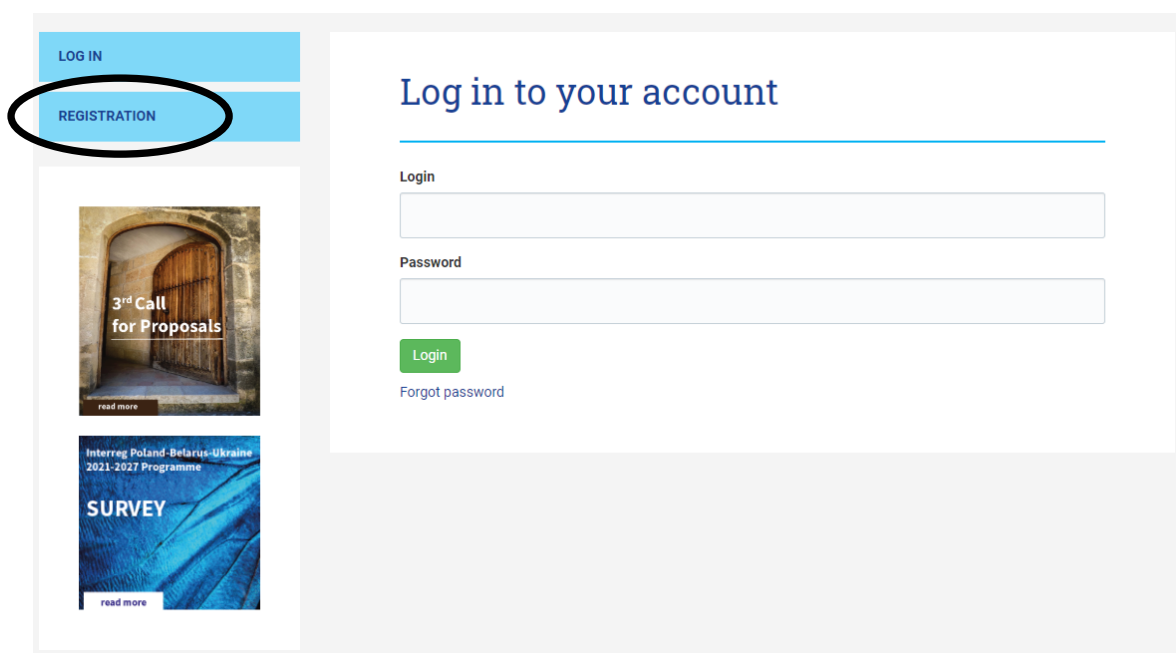 LOG IN
REGISTRATION
3rd Call
for Proposals
read more
Interreg Poland-Belarus-Ukraine
2021-2027 Programme
SURVEY
read more
Log in to your account
Login
Password
Login
Forgot password